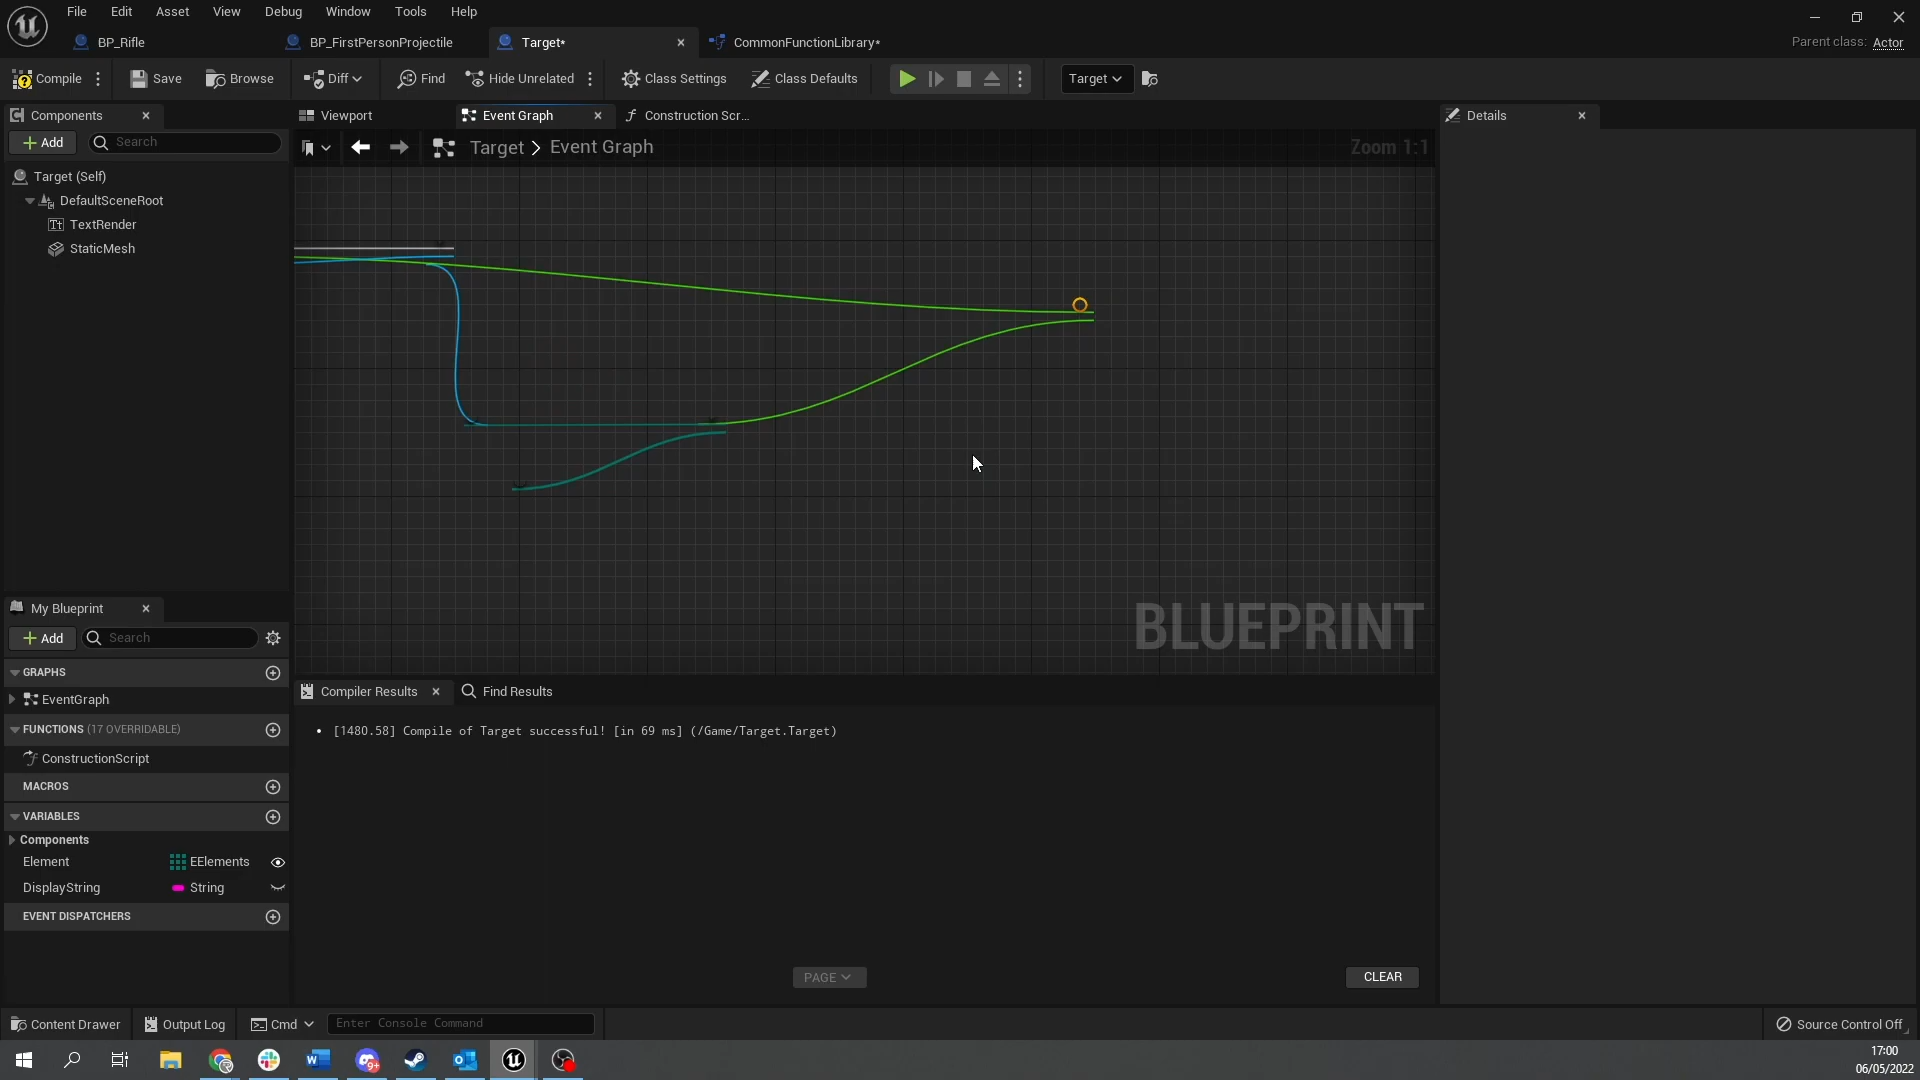 File Edit Asset View Debug Window Tools Help
BP_Rifle BP_FirstPersonProjectile Target* CommonFunctionLibrary* Parent class: Actor
Compile Save Browse Diff Find Hide Unrelated Class Settings Class Defaults Target
Components Viewport Event Graph Construction Scr... Details
Add Search Target > Event Graph Zoom 1:1
Target (Self)
DefaultSceneRoot
TextRender
StaticMesh
BLUEPRINT
My Blueprint
Add Search
GRAPHS
EventGraph
FUNCTIONS (17 OVERRIDABLE)
ConstructionScript
MACROS
VARIABLES
Components
Element EElements
DisplayString String
EVENT DISPATCHERS
Compiler Results Find Results
• [1480.58] Compile of Target successful! [in 69 ms] (/Game/Target.Target)
PAGE CLEAR
Content Drawer Output Log Cmd Enter Console Command Source Control Off
9+
17:00
06/05/2022